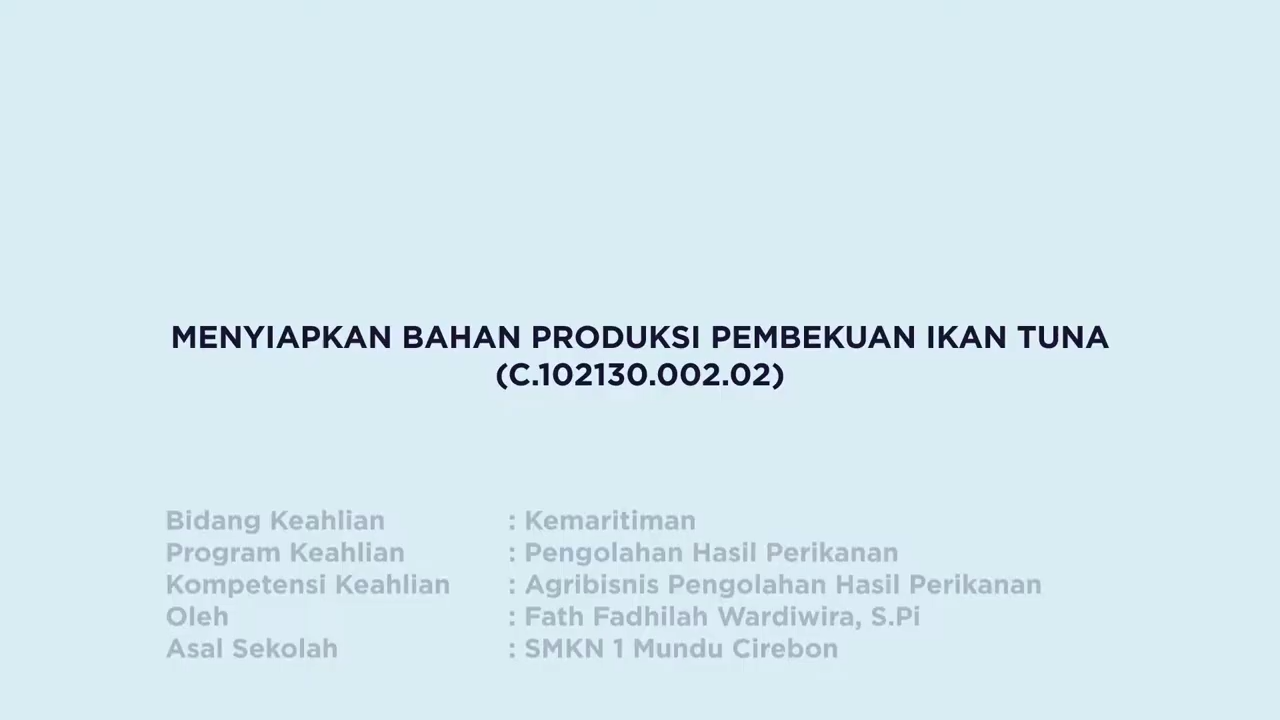 MENYIAPKAN BAHAN PRODUKSI PEMBEKUAN IKAN TUNA
(C.102130.002.02)
Bidang Keahlian : Kemaritiman
Program Keahlian : Pengolahan Hasil Perikanan
Kompetensi Keahlian : Agribisnis Pengolahan Hasil Perikanan
Oleh : Fath Fadhilah Wardiwira, S.Pi
Asal Sekolah : SMKN 1 Mundu Cirebon